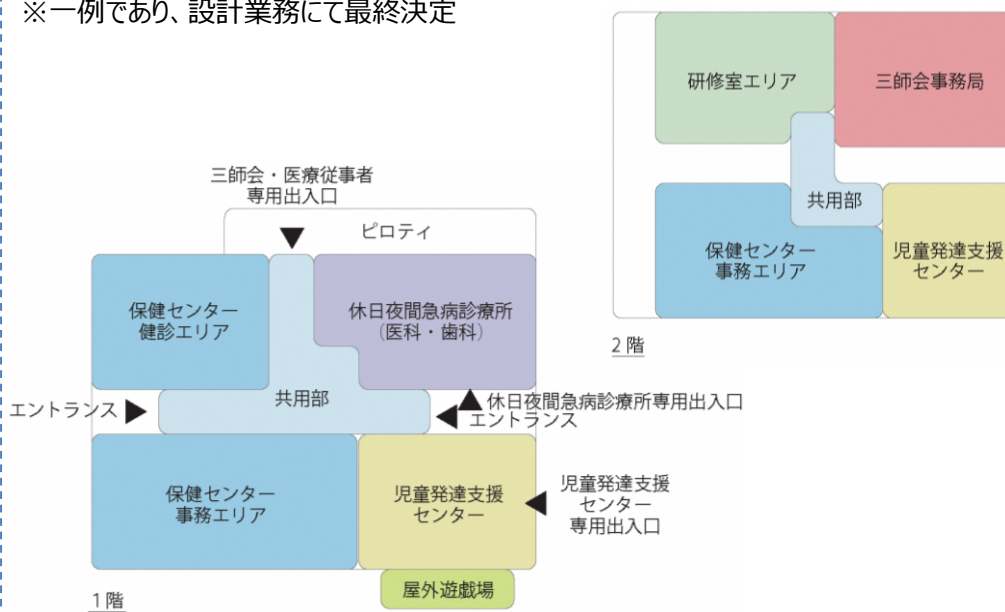 ※一例であり、設計業務にて最終決定
研修室エリア
三師会事務局
共用部
保健センター
事務エリア
児童発達支援
センター
2階
三師会・医療従事者
専用出入口
ピロティ
保健センター
健診エリア
休日夜間急病診療所
(医科・歯科)
共用部
エントランス
休日夜間急病診療所専用出入口
エントランス
保健センター
事務エリア
児童発達支援
センター
児童発達支援
センター
専用出入口
屋外遊戯場
1階